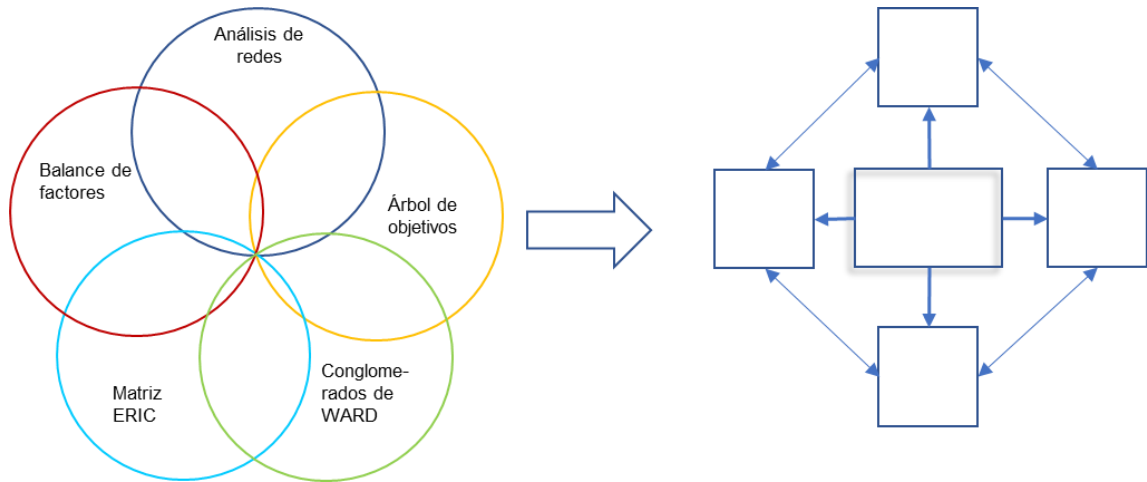 Análisis de
redes
Balance de
factores
Árbol de
objetivos
Matriz
ERIC
Conglome-
rados de
WARD